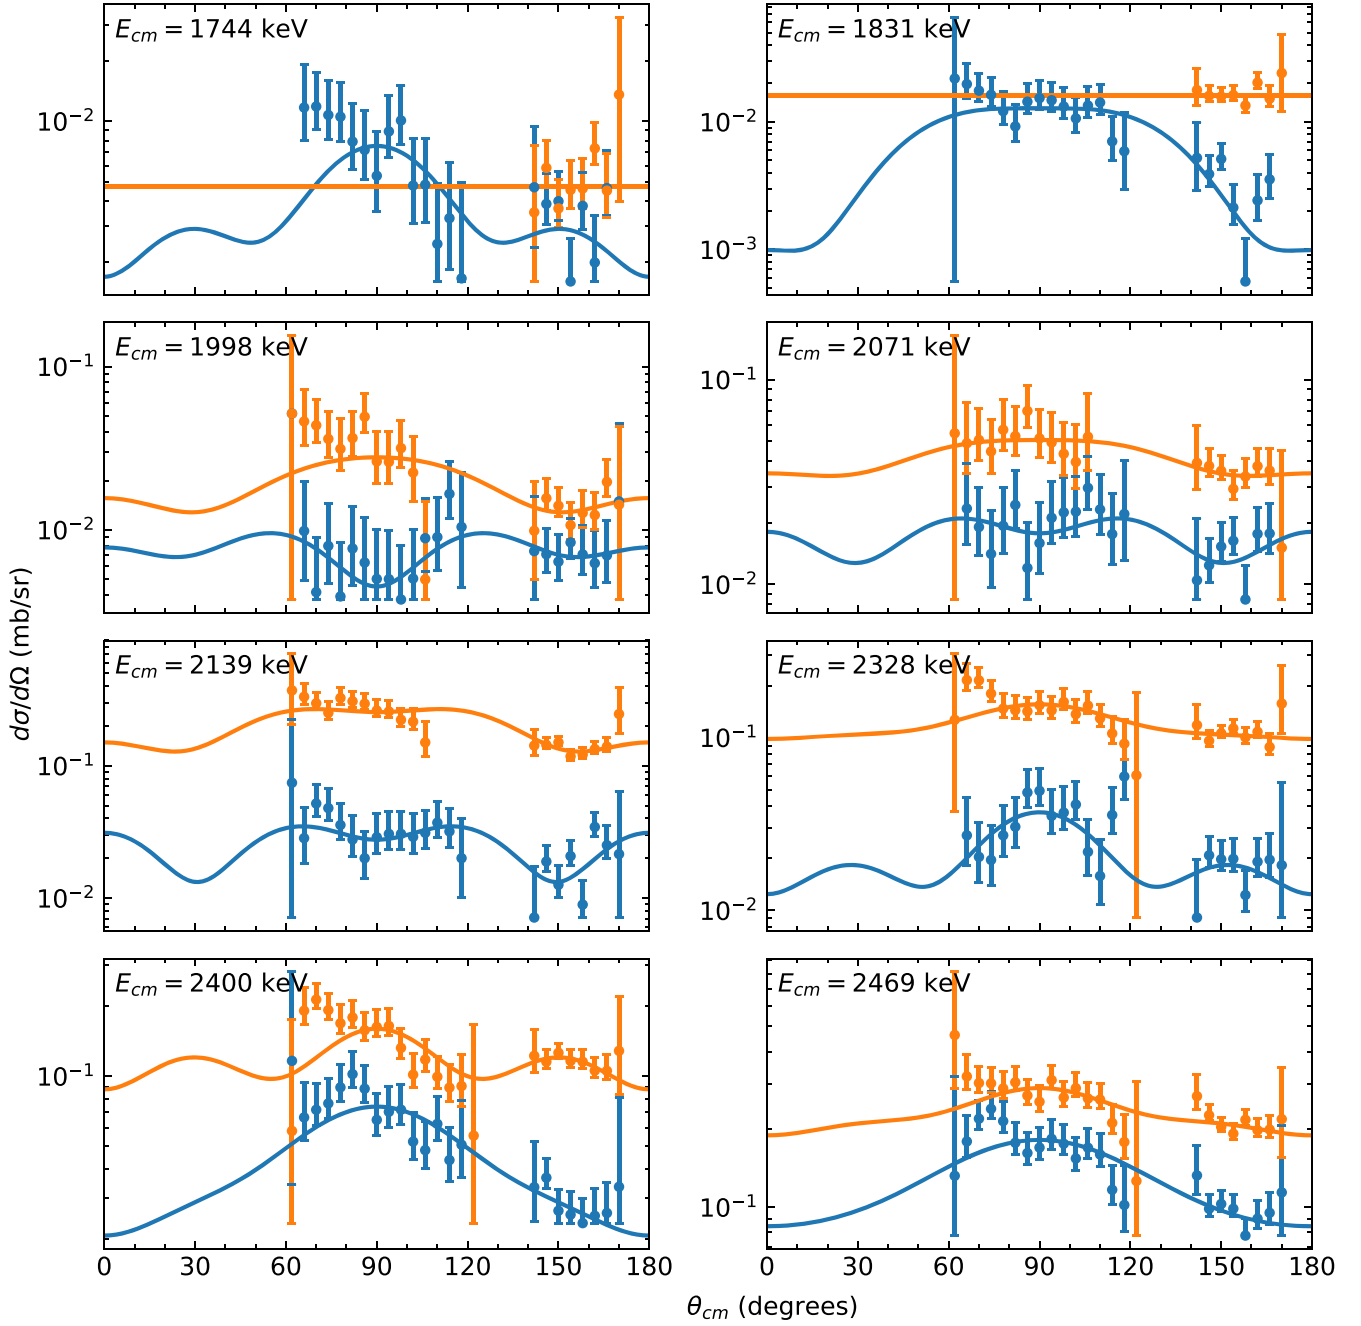 E_cm = 1744 keV
E_cm = 1831 keV
10⁻²
10⁻²
10⁻³
E_cm = 1998 keV
E_cm = 2071 keV
10⁻¹
10⁻²
10⁻¹
10⁻²
E_cm = 2139 keV
E_cm = 2328 keV
10⁻¹
10⁻²
10⁻¹
10⁻²
E_cm = 2400 keV
E_cm = 2469 keV
10⁻¹
10⁻¹
0 30 60 90 120 150 180
0 30 60 90 120 150 180
dσ/dΩ (mb/sr)
θ_cm (degrees)